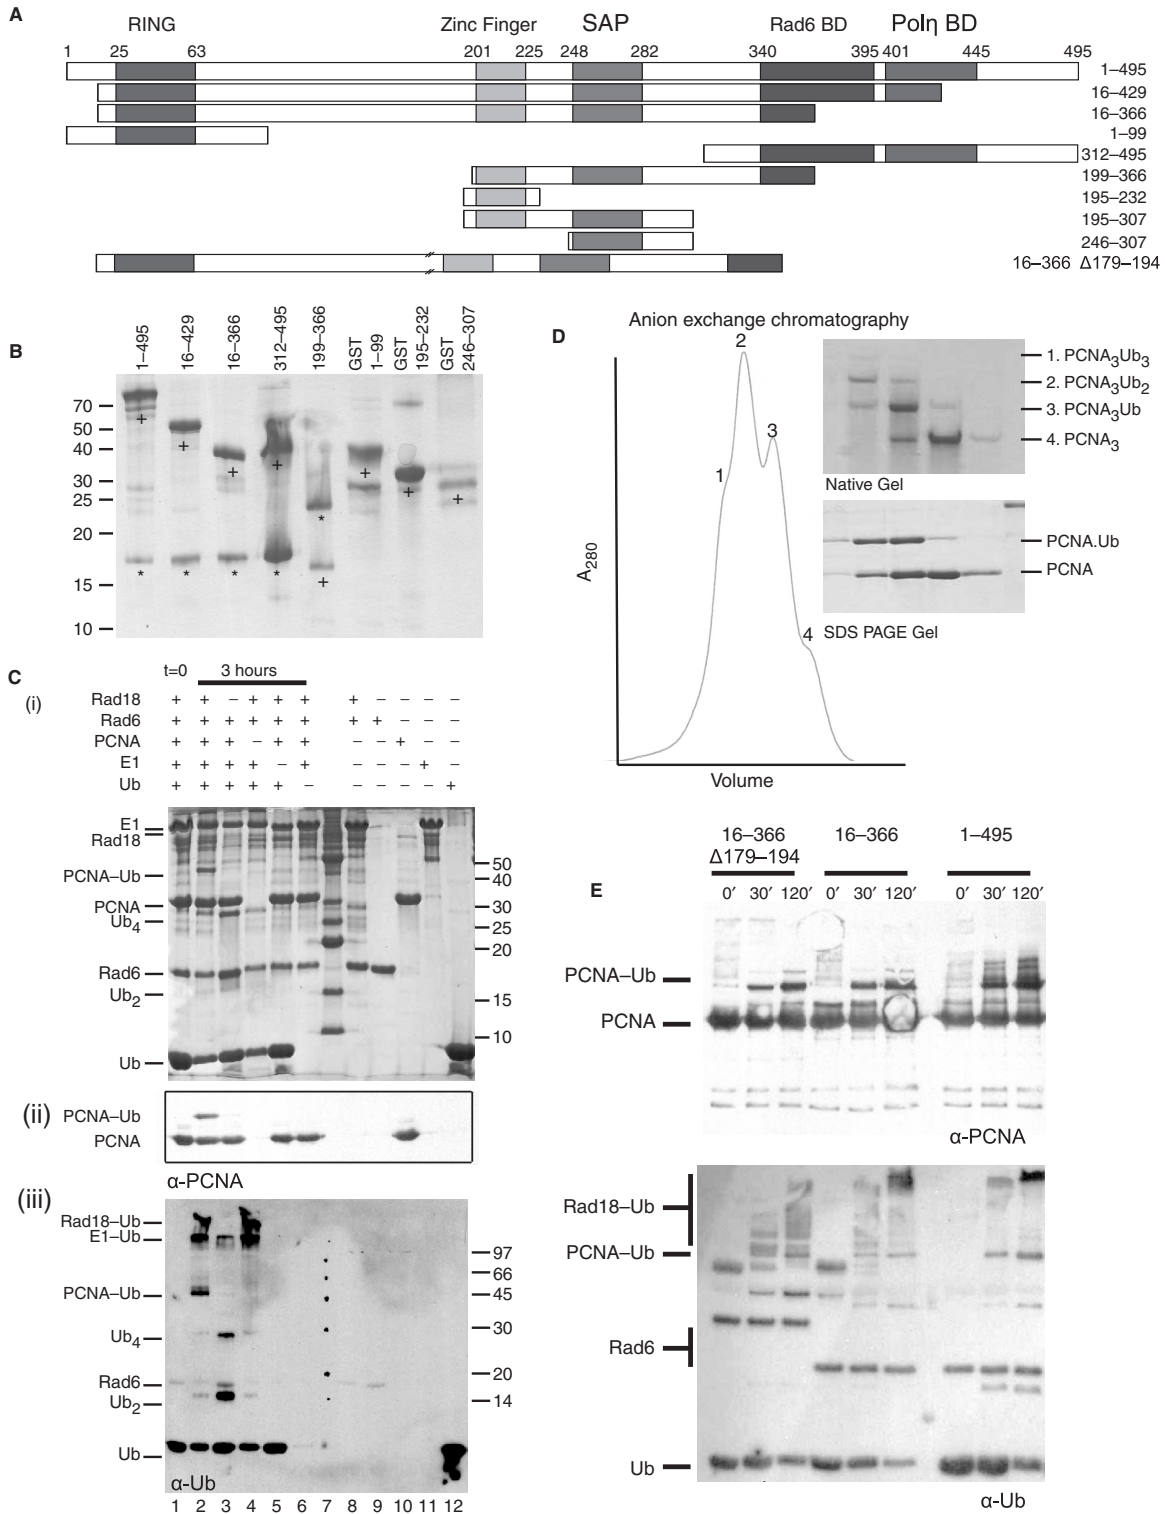 A
RING Zinc Finger SAP Rad6 BD Polη BD
1 25 63 201 225 248 282 340 395 401 445 495
1–495
16–429
16–366
1–99
312–495
199–366
195–232
195–307
246–307
16–366 Δ179–194
B
1–495
16–429
16–366
312–495
199–366
GST 1–99
GST 195–232
GST 246–307
70
50
40
30
25
20
15
10
+ + + + + + + +
* * * * *
D
Anion exchange chromatography
1 2 3 4
A280
Volume
1. PCNA3Ub3
2. PCNA3Ub2
3. PCNA3Ub
4. PCNA3
Native Gel
PCNA.Ub
PCNA
SDS PAGE Gel
C
(i)
t=0 3 hours
Rad18 + + – + + + + – – – –
Rad6 + + + + + + + + – – –
PCNA + + + – + + – – + – –
E1 + + + + – + – – – + –
Ub + + + + + – – – – – +
E1
Rad18
PCNA–Ub
PCNA
Ub4
Rad6
Ub2
Ub
50
40
30
25
20
15
10
(ii)
PCNA–Ub
PCNA
α-PCNA
(iii)
Rad18–Ub
E1–Ub
PCNA–Ub
Ub4
Rad6
Ub2
Ub
97
66
45
30
20
14
α-Ub
1 2 3 4 5 6 7 8 9 10 11 12
E
16–366 Δ179–194
16–366
1–495
0′ 30′ 120′ 0′ 30′ 120′ 0′ 30′ 120′
PCNA–Ub
PCNA
α-PCNA
Rad18–Ub
PCNA–Ub
Rad6
Ub
α-Ub